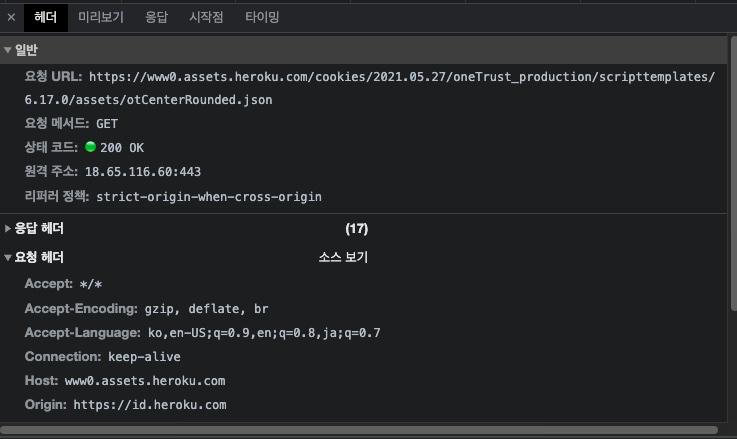 × 헤더 미리보기 응답 시작점 타이밍
▼일반
요청 URL: https://www0.assets.heroku.com/cookies/2021.05.27/oneTrust_production/scripttemplates/
6.17.0/assets/otCenterRounded.json
요청 메서드: GET
상태 코드: 200 OK
원격 주소: 18.65.116.60:443
리퍼러 정책: strict-origin-when-cross-origin
▶응답 헤더 (17)
▼요청 헤더 소스 보기
Accept: */*
Accept-Encoding: gzip, deflate, br
Accept-Language: ko,en-US;q=0.9,en;q=0.8,ja;q=0.7
Connection: keep-alive
Host: www0.assets.heroku.com
Origin: https://id.heroku.com